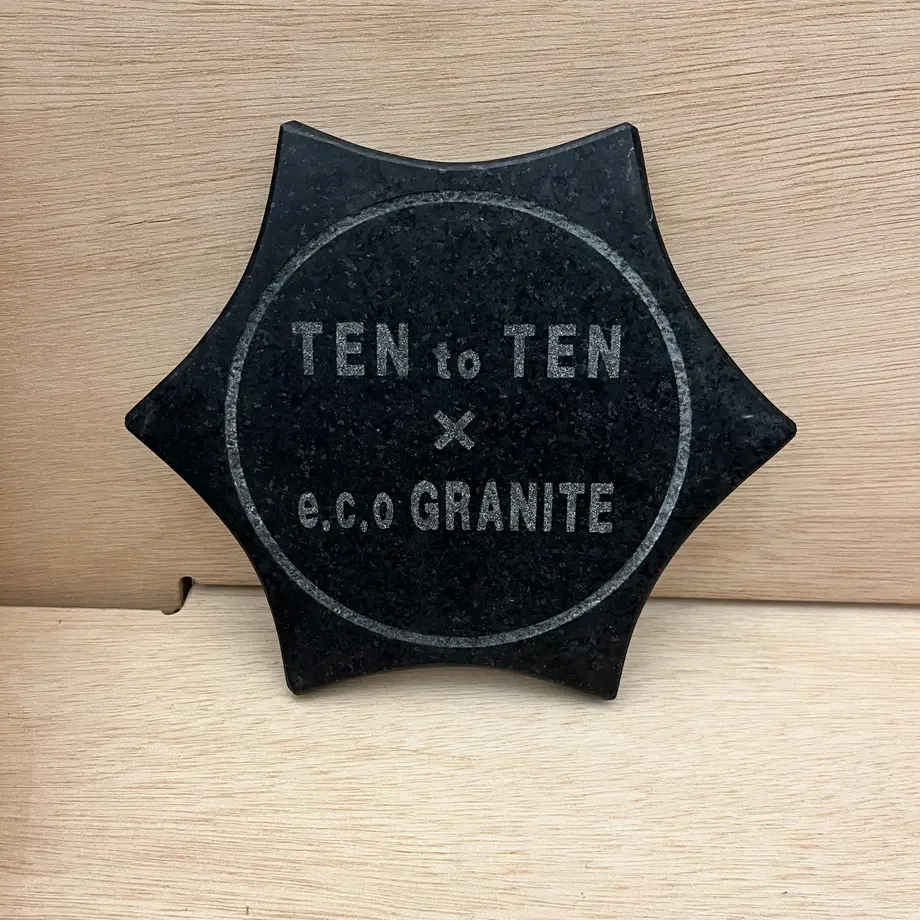 TEN to TEN
×
e.c.o GRANITE